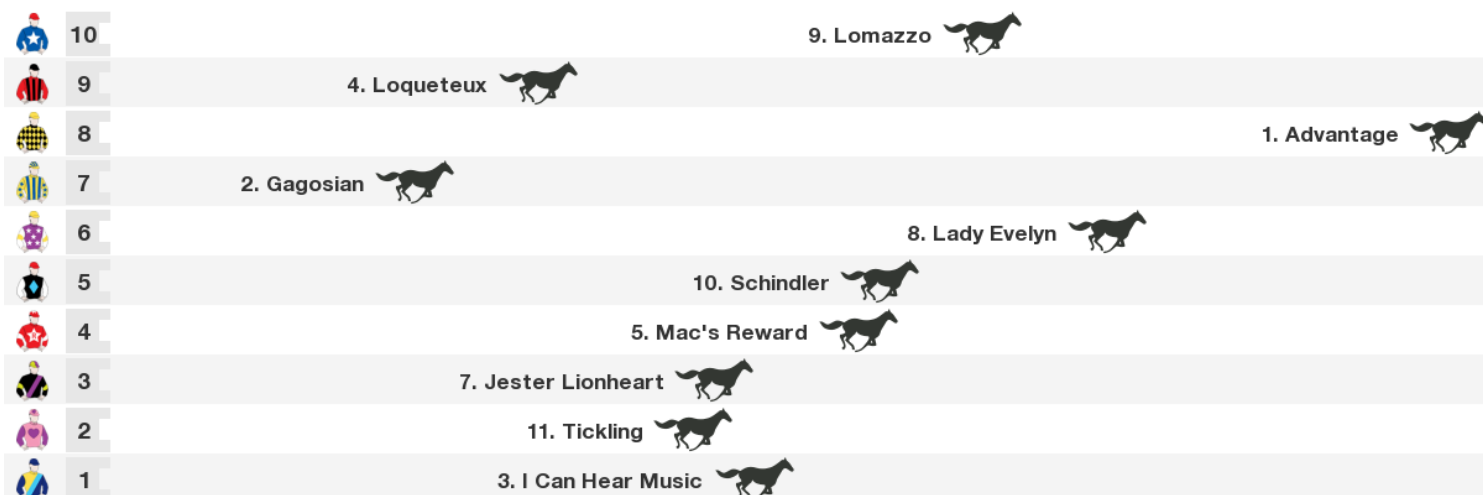 10 9. Lomazzo
9 4. Loqueteux
8 1. Advantage
7 2. Gagosian
6 8. Lady Evelyn
5 10. Schindler
4 5. Mac's Reward
3 7. Jester Lionheart
2 11. Tickling
1 3. I Can Hear Music